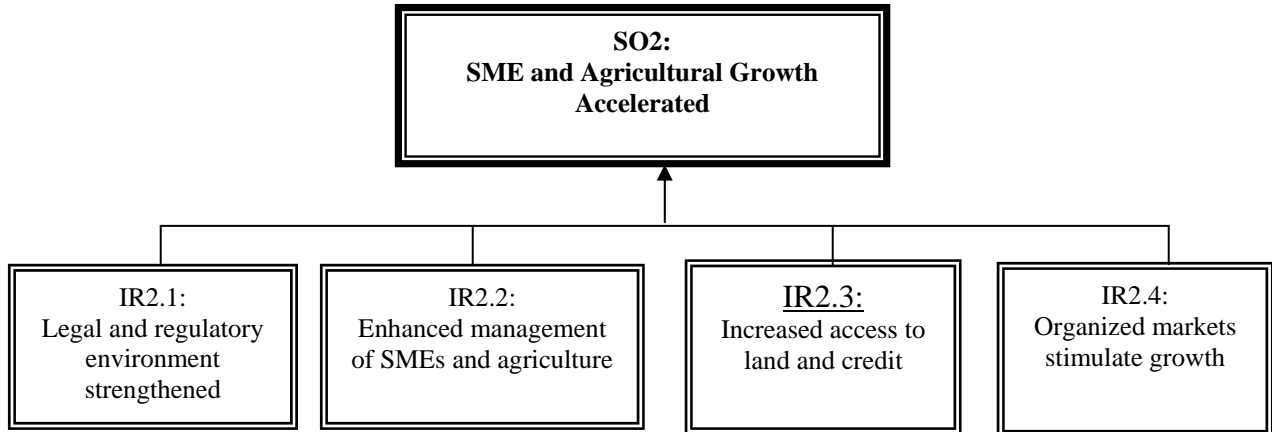 SO2:
SME and Agricultural Growth
Accelerated
IR2.1:
Legal and regulatory
environment
strengthened
IR2.2:
Enhanced management
of SMEs and agriculture
IR2.3:
Increased access to
land and credit
IR2.4:
Organized markets
stimulate growth